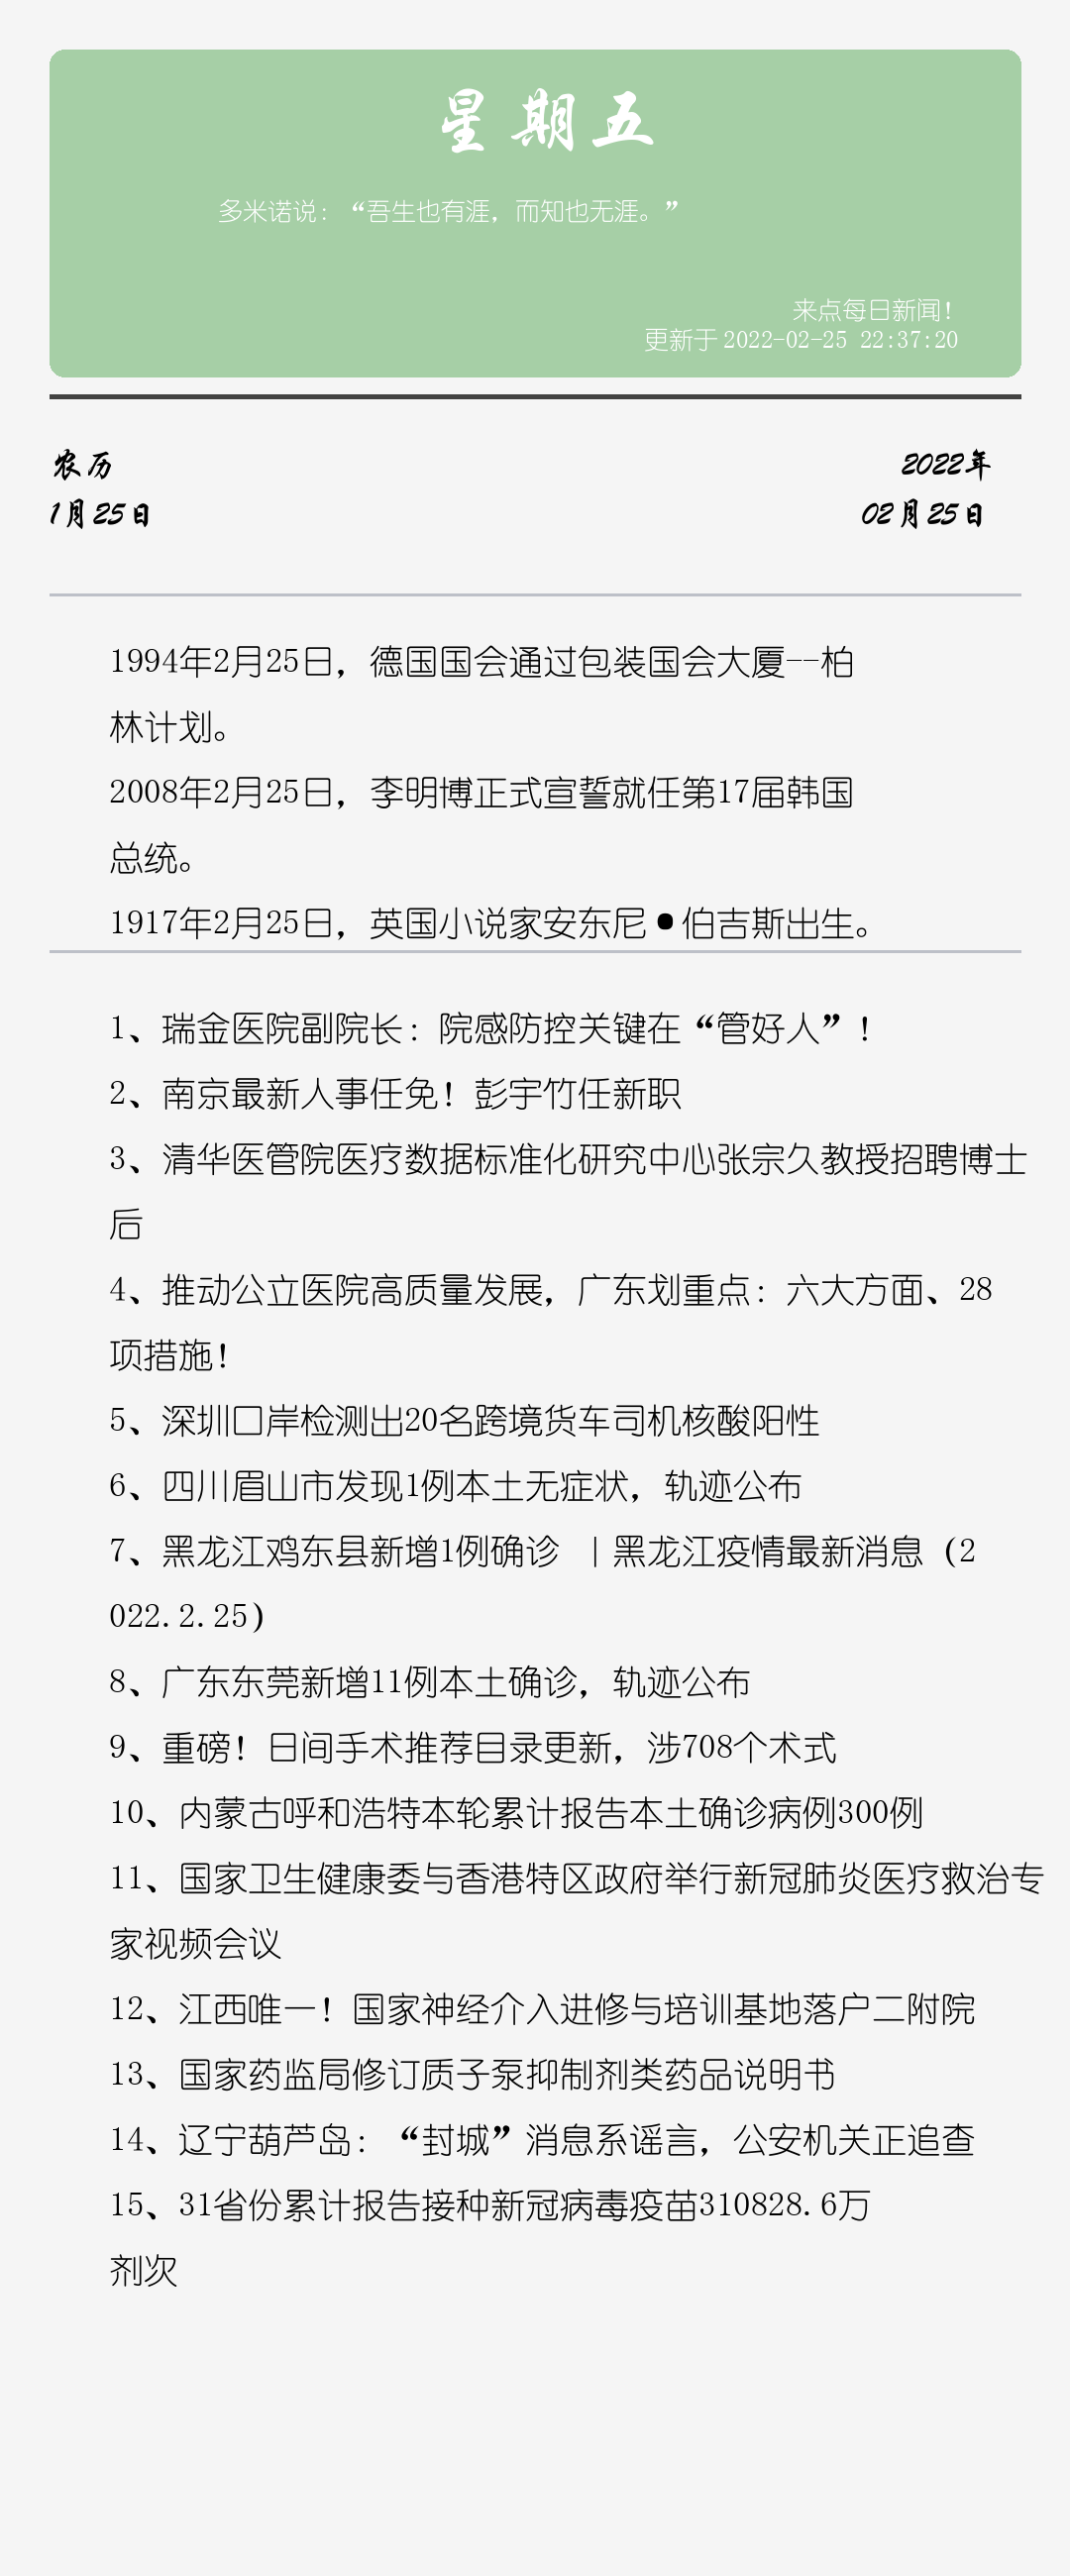 星期五
多米诺说：“吾生也有涯，而知也无涯。”
来点每日新闻！
更新于 2022-02-25 22:37:20
农历
2022年
1月25日
02月25日
1994年2月25日，德国国会通过包装国会大厦--柏
林计划。
2008年2月25日，李明博正式宣誓就任第17届韩国
总统。
1917年2月25日，英国小说家安东尼•伯吉斯出生。
1、瑞金医院副院长：院感防控关键在“管好人”！
2、南京最新人事任免！彭宇竹任新职
3、清华医管院医疗数据标准化研究中心张宗久教授招聘博士
后
4、推动公立医院高质量发展，广东划重点：六大方面、28
项措施！
5、深圳口岸检测出20名跨境货车司机核酸阳性
6、四川眉山市发现1例本土无症状，轨迹公布
7、黑龙江鸡东县新增1例确诊 ｜黑龙江疫情最新消息（2
022.2.25）
8、广东东莞新增11例本土确诊，轨迹公布
9、重磅！日间手术推荐目录更新，涉708个术式
10、内蒙古呼和浩特本轮累计报告本土确诊病例300例
11、国家卫生健康委与香港特区政府举行新冠肺炎医疗救治专
家视频会议
12、江西唯一！国家神经介入进修与培训基地落户二附院
13、国家药监局修订质子泵抑制剂类药品说明书
14、辽宁葫芦岛：“封城”消息系谣言，公安机关正追查
15、31省份累计报告接种新冠病毒疫苗310828.6万
剂次